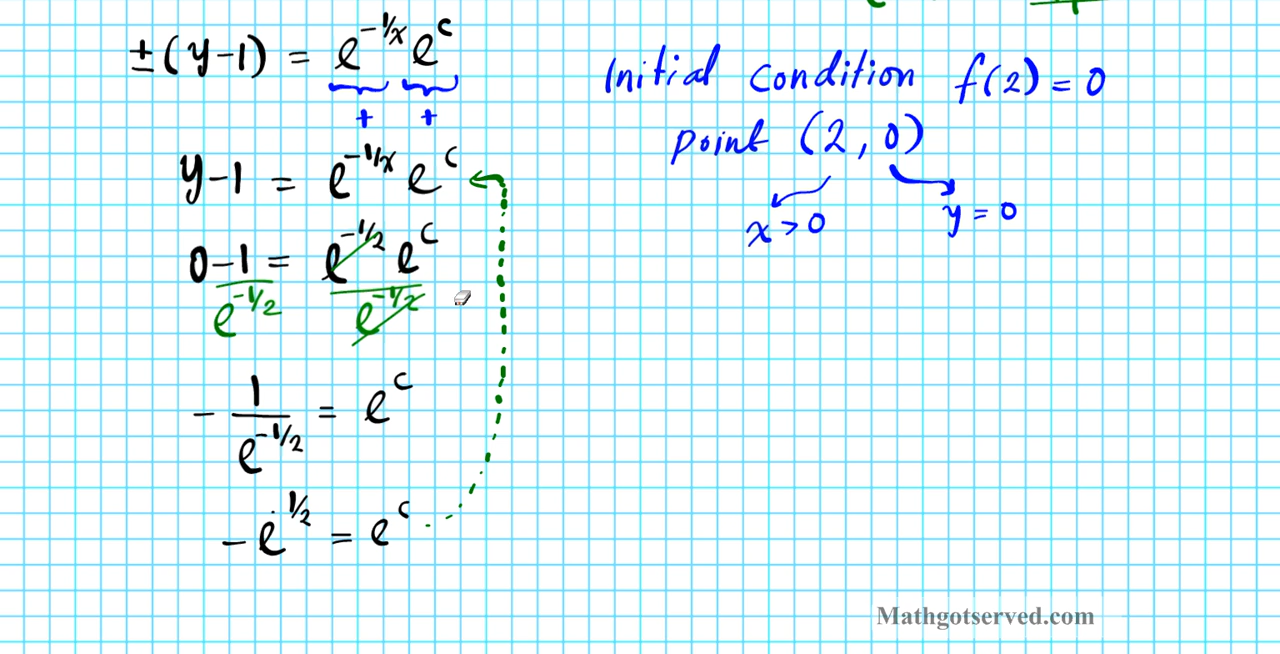 ±(y-1) = e^{-1/x} e^c
+ +
y-1 = e^{-1/x} e^c
0-1 = e^{-1/2} e^c
e^{-1/2} e^{-1/2}
- 1/e^{-1/2} = e^c
-e^{1/2} = e^c
Initial Condition f(2) = 0
point (2, 0)
x > 0 y = 0
Mathgotserved.com